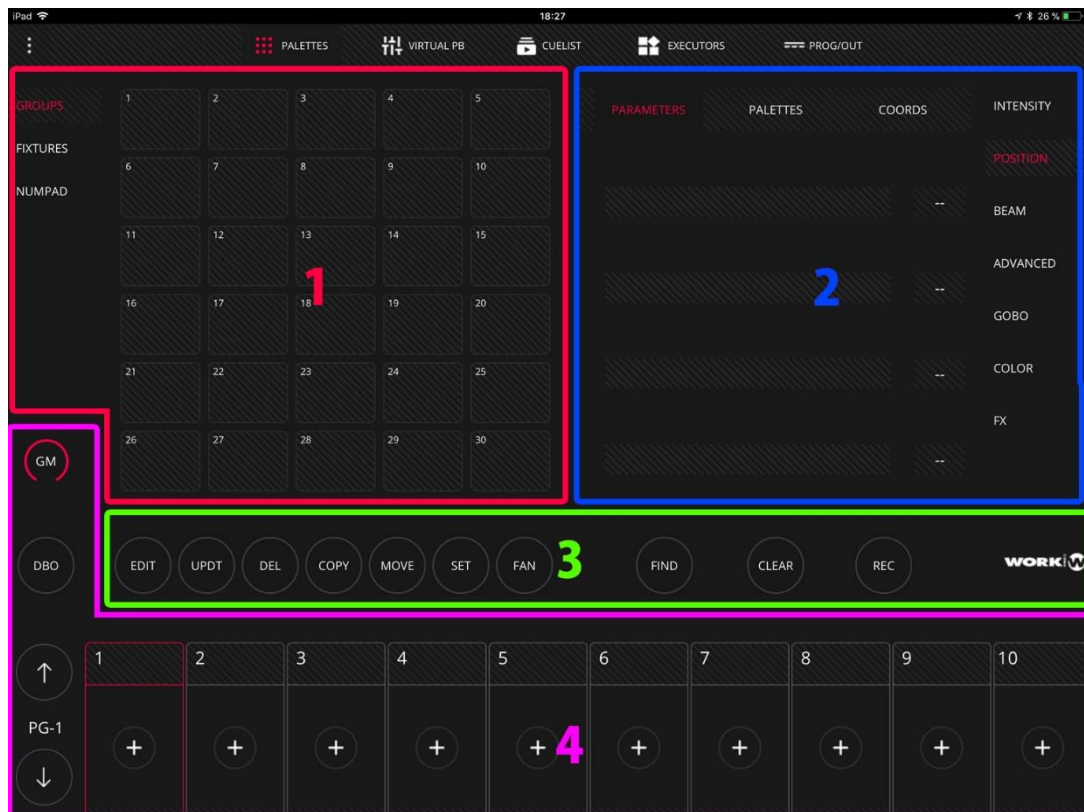 iPad 18:27 26 %
PALETTES VIRTUAL PB CUELIST EXECUTORS PROG/OUT
GROUPS
FIXTURES
NUMPAD
1 2 3 4 5
6 7 8 9 10
11 12 13 14 15
16 17 18 19 20
21 22 23 24 25
26 27 28 29 30
1
PARAMETERS PALETTES COORDS
--
--
--
--
INTENSITY
POSITION
BEAM
ADVANCED
GOBO
COLOR
FX
2
GM
DBO
EDIT UPDT DEL COPY MOVE SET FAN 3 FIND CLEAR REC WORK
PG-1
1 2 3 4 5 6 7 8 9 10
+ + + + + + + + + +
4